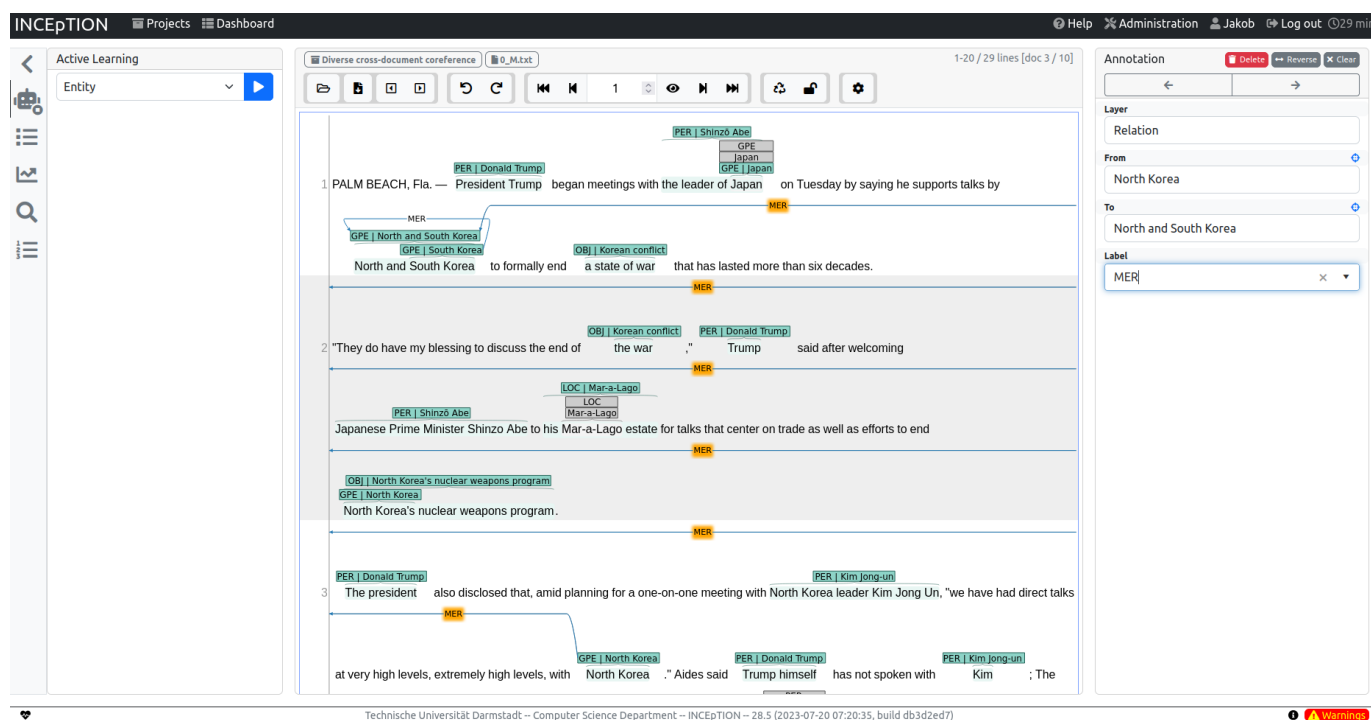 INCEpTION Projects Dashboard Help Administration Jakob Log out 29 min
Active Learning
Entity
Diverse cross-document coreference 0_M.txt 1-20 / 29 lines [doc 3 / 10]
1
PER | Shinzō Abe
GPE
Japan
PER | Donald Trump GPE | Japan
1 PALM BEACH, Fla. — President Trump began meetings with the leader of Japan on Tuesday by saying he supports talks by
MER
MER
GPE | North and South Korea
GPE | South Korea OBJ | Korean conflict
North and South Korea to formally end a state of war that has lasted more than six decades.
MER
OBJ | Korean conflict PER | Donald Trump
2 "They do have my blessing to discuss the end of the war ," Trump said after welcoming
MER
LOC | Mar-a-Lago
LOC
PER | Shinzō Abe Mar-a-Lago
Japanese Prime Minister Shinzo Abe to his Mar-a-Lago estate for talks that center on trade as well as efforts to end
MER
OBJ | North Korea's nuclear weapons program
GPE | North Korea
North Korea's nuclear weapons program.
MER
PER | Donald Trump PER | Kim Jong-un
3 The president also disclosed that, amid planning for a one-on-one meeting with North Korea leader Kim Jong Un, "we have had direct talks
MER
GPE | North Korea PER | Donald Trump PER | Kim Jong-un
at very high levels, extremely high levels, with North Korea ." Aides said Trump himself has not spoken with Kim ; The
Annotation Delete Reverse Clear
Layer
Relation
From
North Korea
To
North and South Korea
Label
MER
Technische Universität Darmstadt -- Computer Science Department -- INCEpTION -- 28.5 (2023-07-20 07:20:35, build db3d2ed7) Warnings